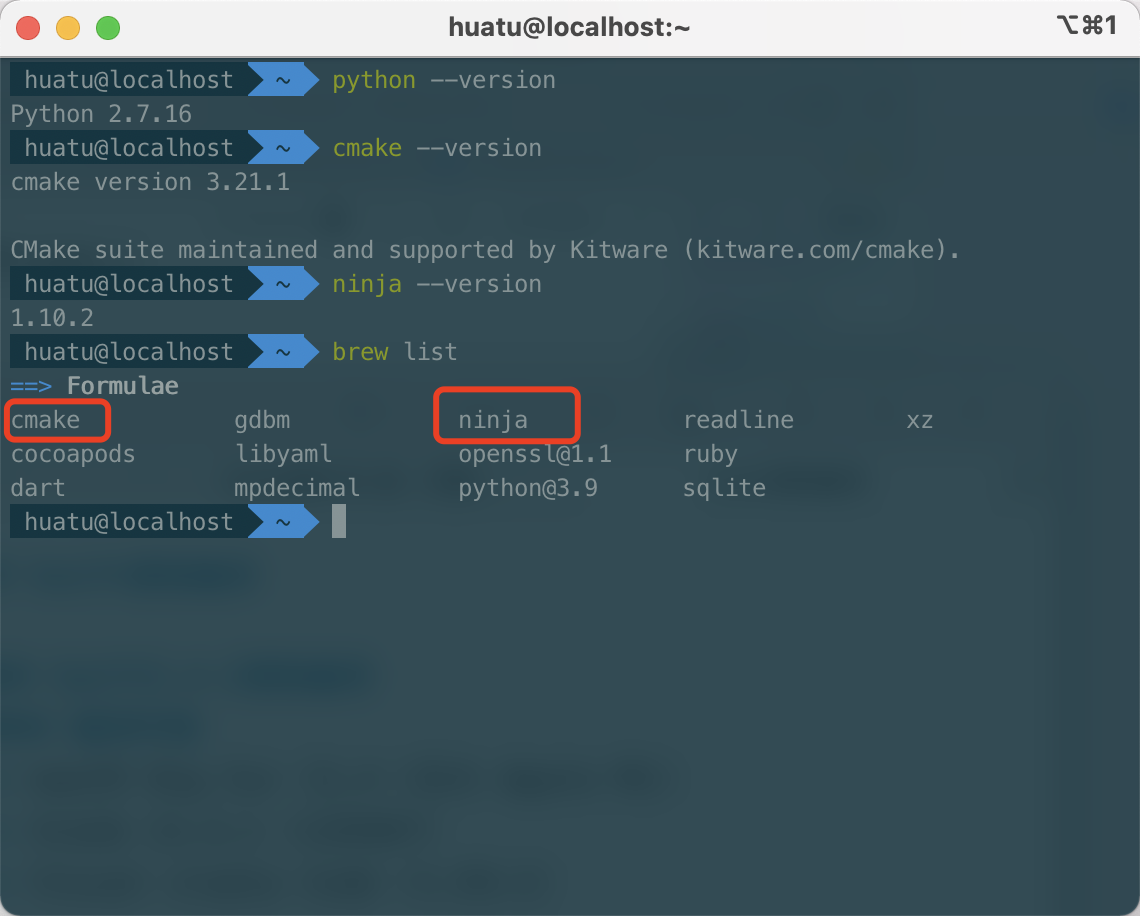 huatu@localhost:~ ⌥⌘1
huatu@localhost ~ python --version
Python 2.7.16
huatu@localhost ~ cmake --version
cmake version 3.21.1
CMake suite maintained and supported by Kitware (kitware.com/cmake).
huatu@localhost ~ ninja --version
1.10.2
huatu@localhost ~ brew list
==> Formulae
cmake gdbm ninja readline xz
cocoapods libyaml openssl@1.1 ruby
dart mpdecimal python@3.9 sqlite
huatu@localhost ~